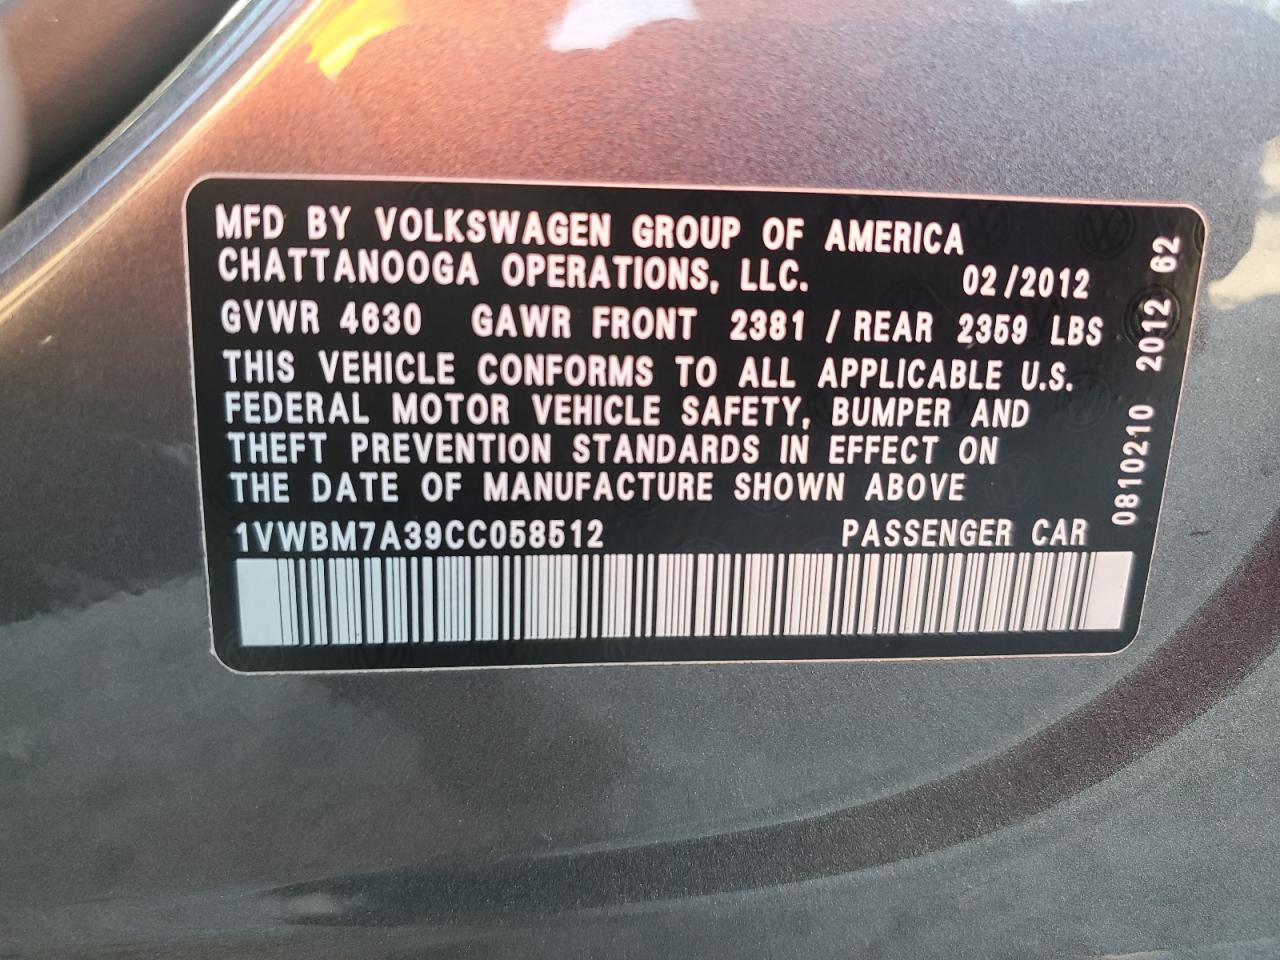 MFD BY VOLKSWAGEN GROUP OF AMERICA
CHATTANOOGA OPERATIONS, LLC. 02/2012
GVWR 4630 GAWR FRONT 2381 / REAR 2359 LBS
THIS VEHICLE CONFORMS TO ALL APPLICABLE U.S.
FEDERAL MOTOR VEHICLE SAFETY, BUMPER AND
THEFT PREVENTION STANDARDS IN EFFECT ON
THE DATE OF MANUFACTURE SHOWN ABOVE
1VWBM7A39CC058512 PASSENGER CAR
0810210 2012 62